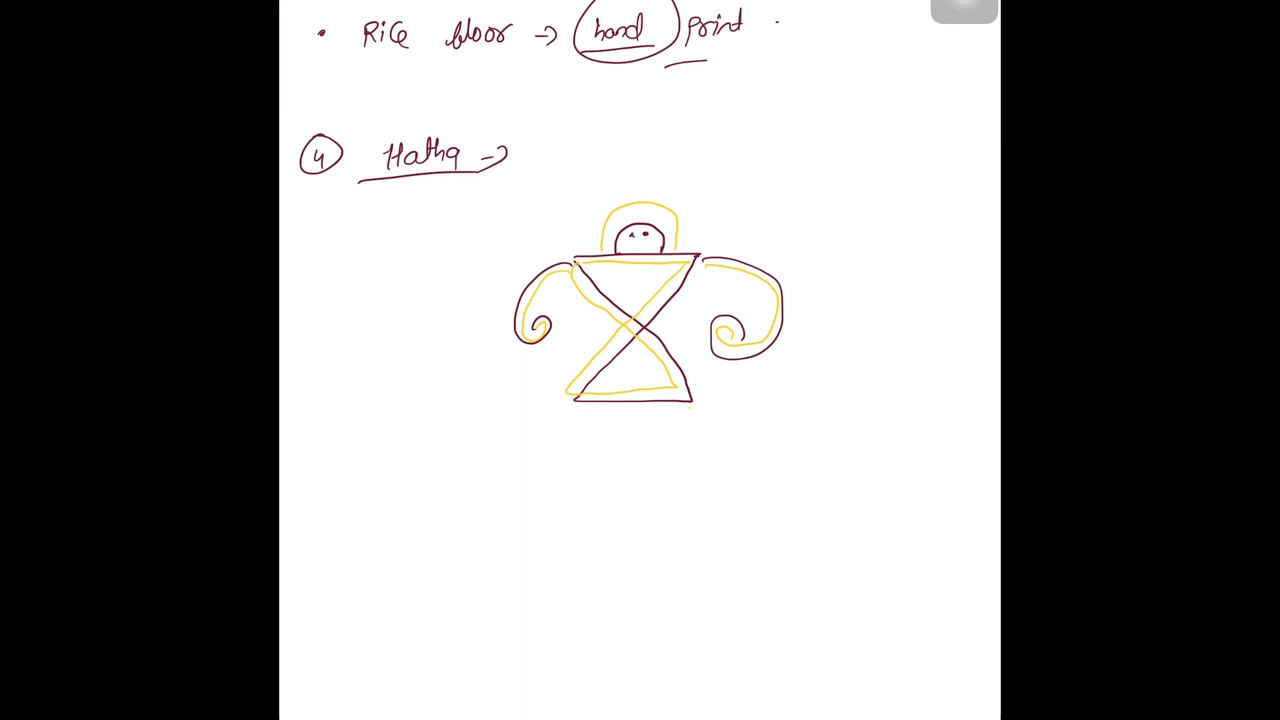 • Rice floor → hand print .
4 Hatha →